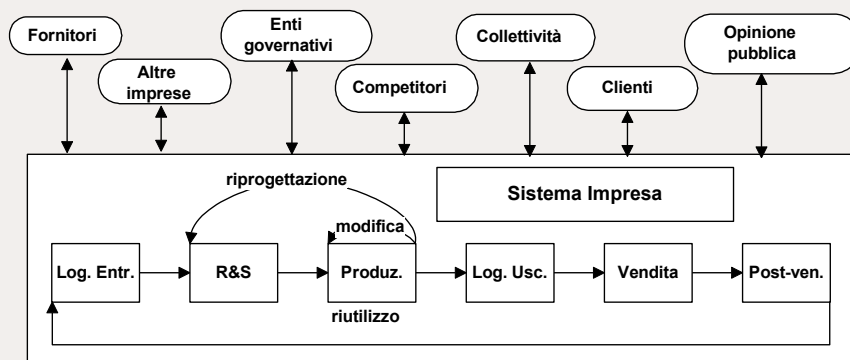 Fornitori
Altre
imprese
Enti
governativi
Competitori
Collettività
Clienti
Opinione
pubblica
riprogettazione
Sistema Impresa
modifica
Log. Entr.
R&S
Produz.
Log. Usc.
Vendita
Post-ven.
riutilizzo